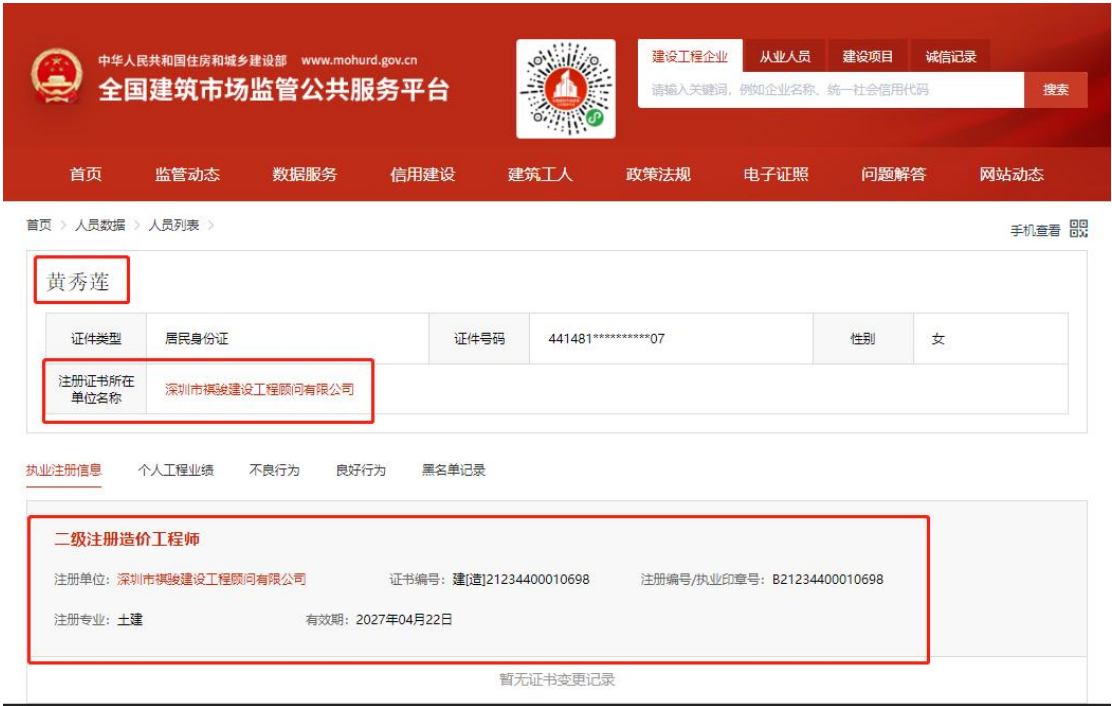 中华人民共和国住房和城乡建设部 www.mohurd.gov.cn
全国建筑市场监管公共服务平台
建设工程企业 从业人员 建设项目 诚信记录
请输入关键词，例如企业名称、统一社会信用代码 搜索
首页 监管动态 数据服务 信用建设 建筑工人 政策法规 电子证照 问题解答 网站动态
首页 > 人员数据 > 人员列表 >
手机查看
黄秀莲
证件类型 居民身份证 证件号码 441481**********07 性别 女
注册证书所在
单位名称
深圳市祺骏建设工程顾问有限公司
执业注册信息 个人工程业绩 不良行为 良好行为 黑名单记录
二级注册造价工程师
注册单位：深圳市祺骏建设工程顾问有限公司 证书编号：建[造]21234400010698 注册编号/执业印章号：B21234400010698
注册专业：土建 有效期：2027年04月22日
暂无证书变更记录